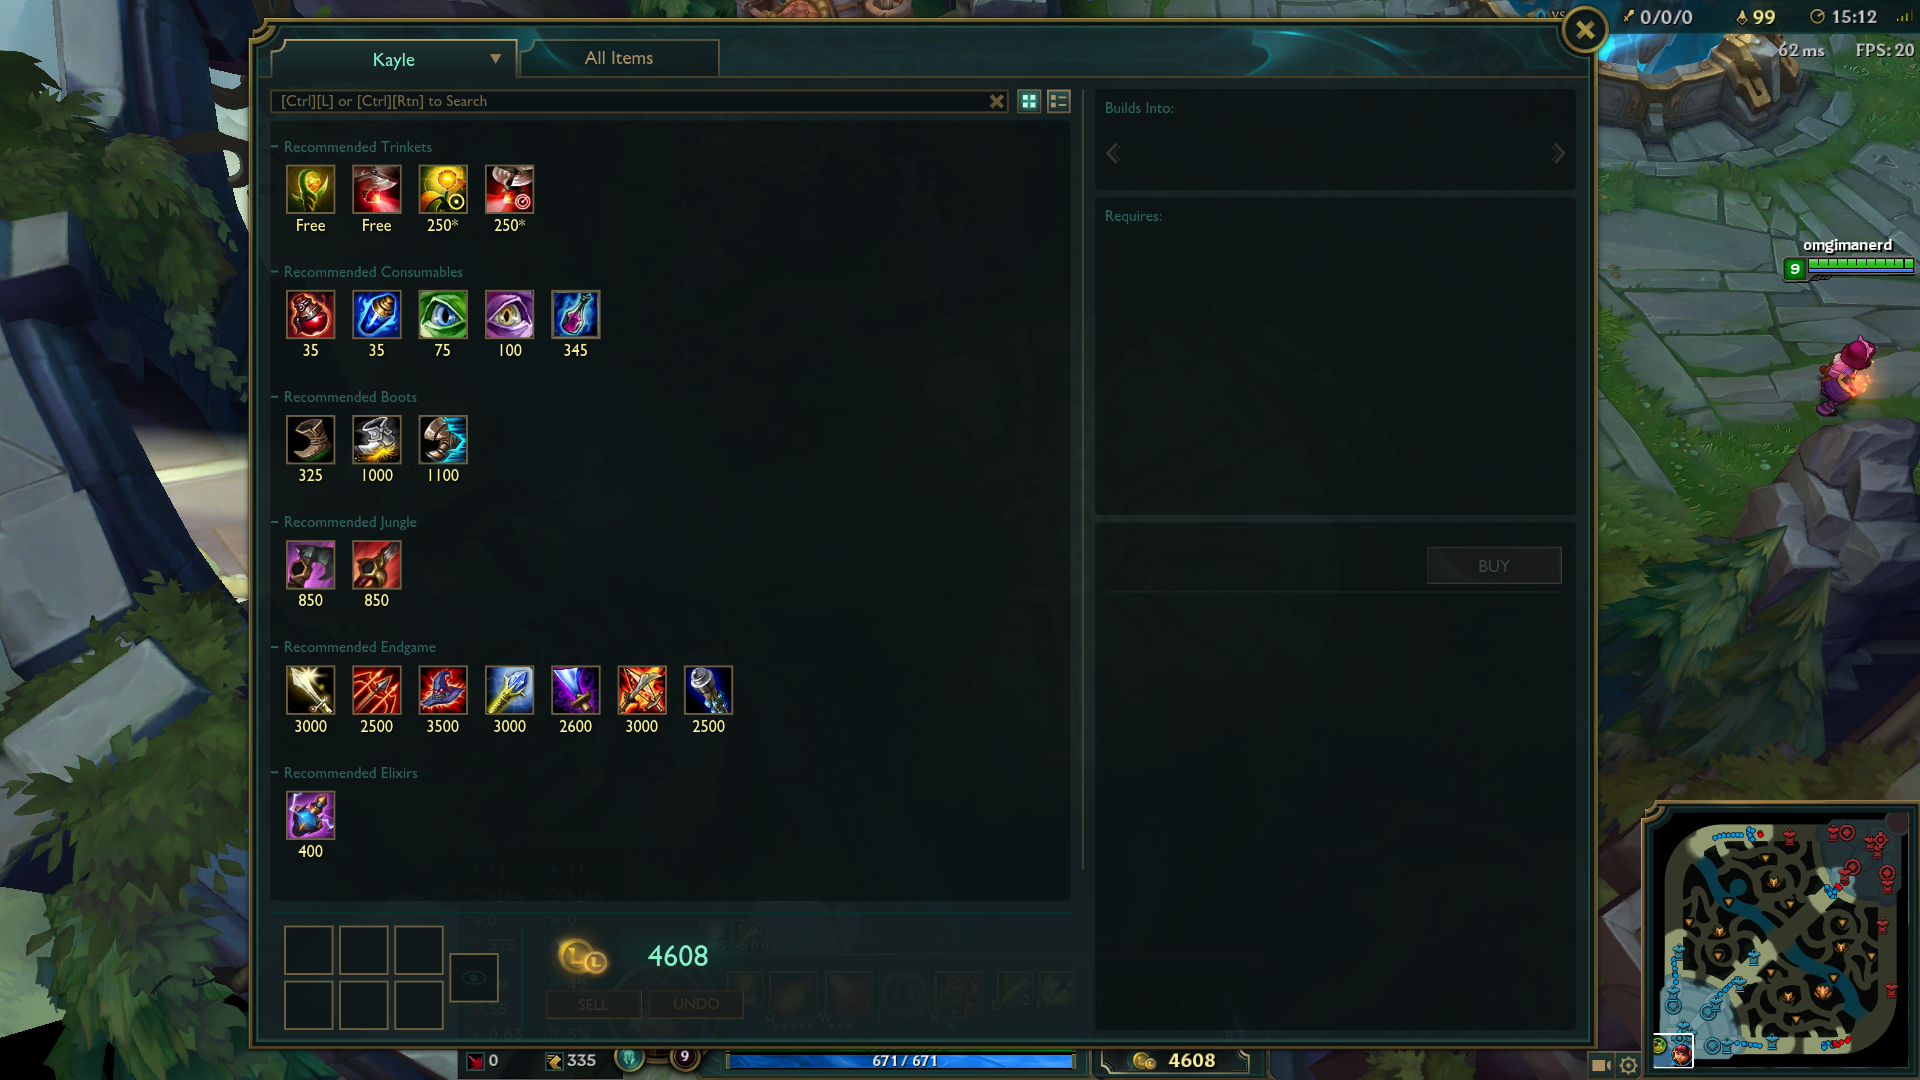 VS
0/0/0
99
15:12
62 ms
FPS: 20
Kayle
All Items
[Ctrl][L] or [Ctrl][Rtn] to Search
Recommended Trinkets
Free Free 250* 250*
Recommended Consumables
35 35 75 100 345
Recommended Boots
325 1000 1100
Recommended Jungle
850 850
Recommended Endgame
3000 2500 3500 3000 2600 3000 2500
Recommended Elixirs
400
Builds Into:
Requires:
BUY
omgimanerd
9
4608
SELL UNDO
0 335 9 671 / 671 4608